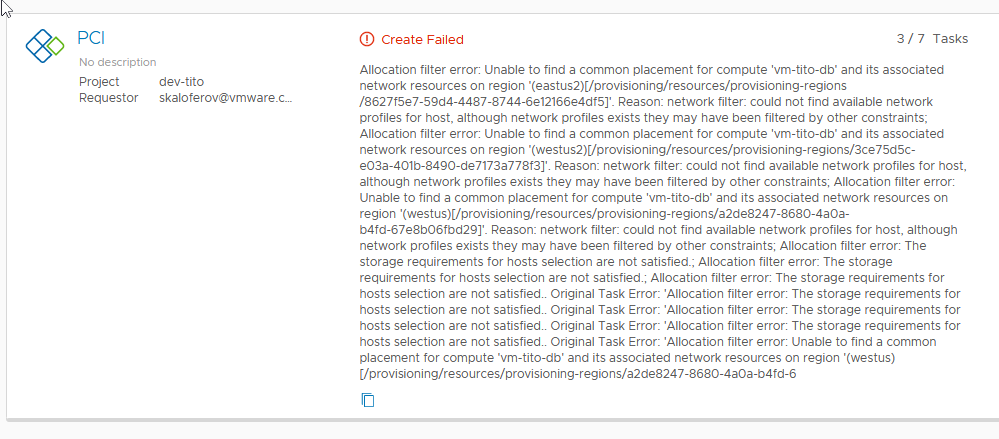 PCI
No description
Project dev-tito
Requestor skaloferov@vmware.c...
Create Failed
3 / 7 Tasks
Allocation filter error: Unable to find a common placement for compute 'vm-tito-db' and its associated
network resources on region '(eastus2)[/provisioning/resources/provisioning-regions
/8627f5e7-59d4-4487-8744-6e12166e4df5]'. Reason: network filter: could not find available network
profiles for host, although network profiles exists they may have been filtered by other constraints;
Allocation filter error: Unable to find a common placement for compute 'vm-tito-db' and its associated
network resources on region '(westus2)[/provisioning/resources/provisioning-regions/3ce75d5c-
e03a-401b-8490-de7173a778f3]'. Reason: network filter: could not find available network profiles for host,
although network profiles exists they may have been filtered by other constraints; Allocation filter error:
Unable to find a common placement for compute 'vm-tito-db' and its associated network resources on
region '(westus)[/provisioning/resources/provisioning-regions/a2de8247-8680-4a0a-
b4fd-67e8b06fbd29]'. Reason: network filter: could not find available network profiles for host, although
network profiles exists they may have been filtered by other constraints; Allocation filter error: The
storage requirements for hosts selection are not satisfied.; Allocation filter error: The storage
requirements for hosts selection are not satisfied.; Allocation filter error: The storage requirements for
hosts selection are not satisfied.. Original Task Error: 'Allocation filter error: The storage requirements for
hosts selection are not satisfied.. Original Task Error: 'Allocation filter error: The storage requirements for
hosts selection are not satisfied.. Original Task Error: 'Allocation filter error: The storage requirements for
hosts selection are not satisfied.. Original Task Error: 'Allocation filter error: Unable to find a common
placement for compute 'vm-tito-db' and its associated network resources on region '(westus)
[/provisioning/resources/provisioning-regions/a2de8247-8680-4a0a-b4fd-6